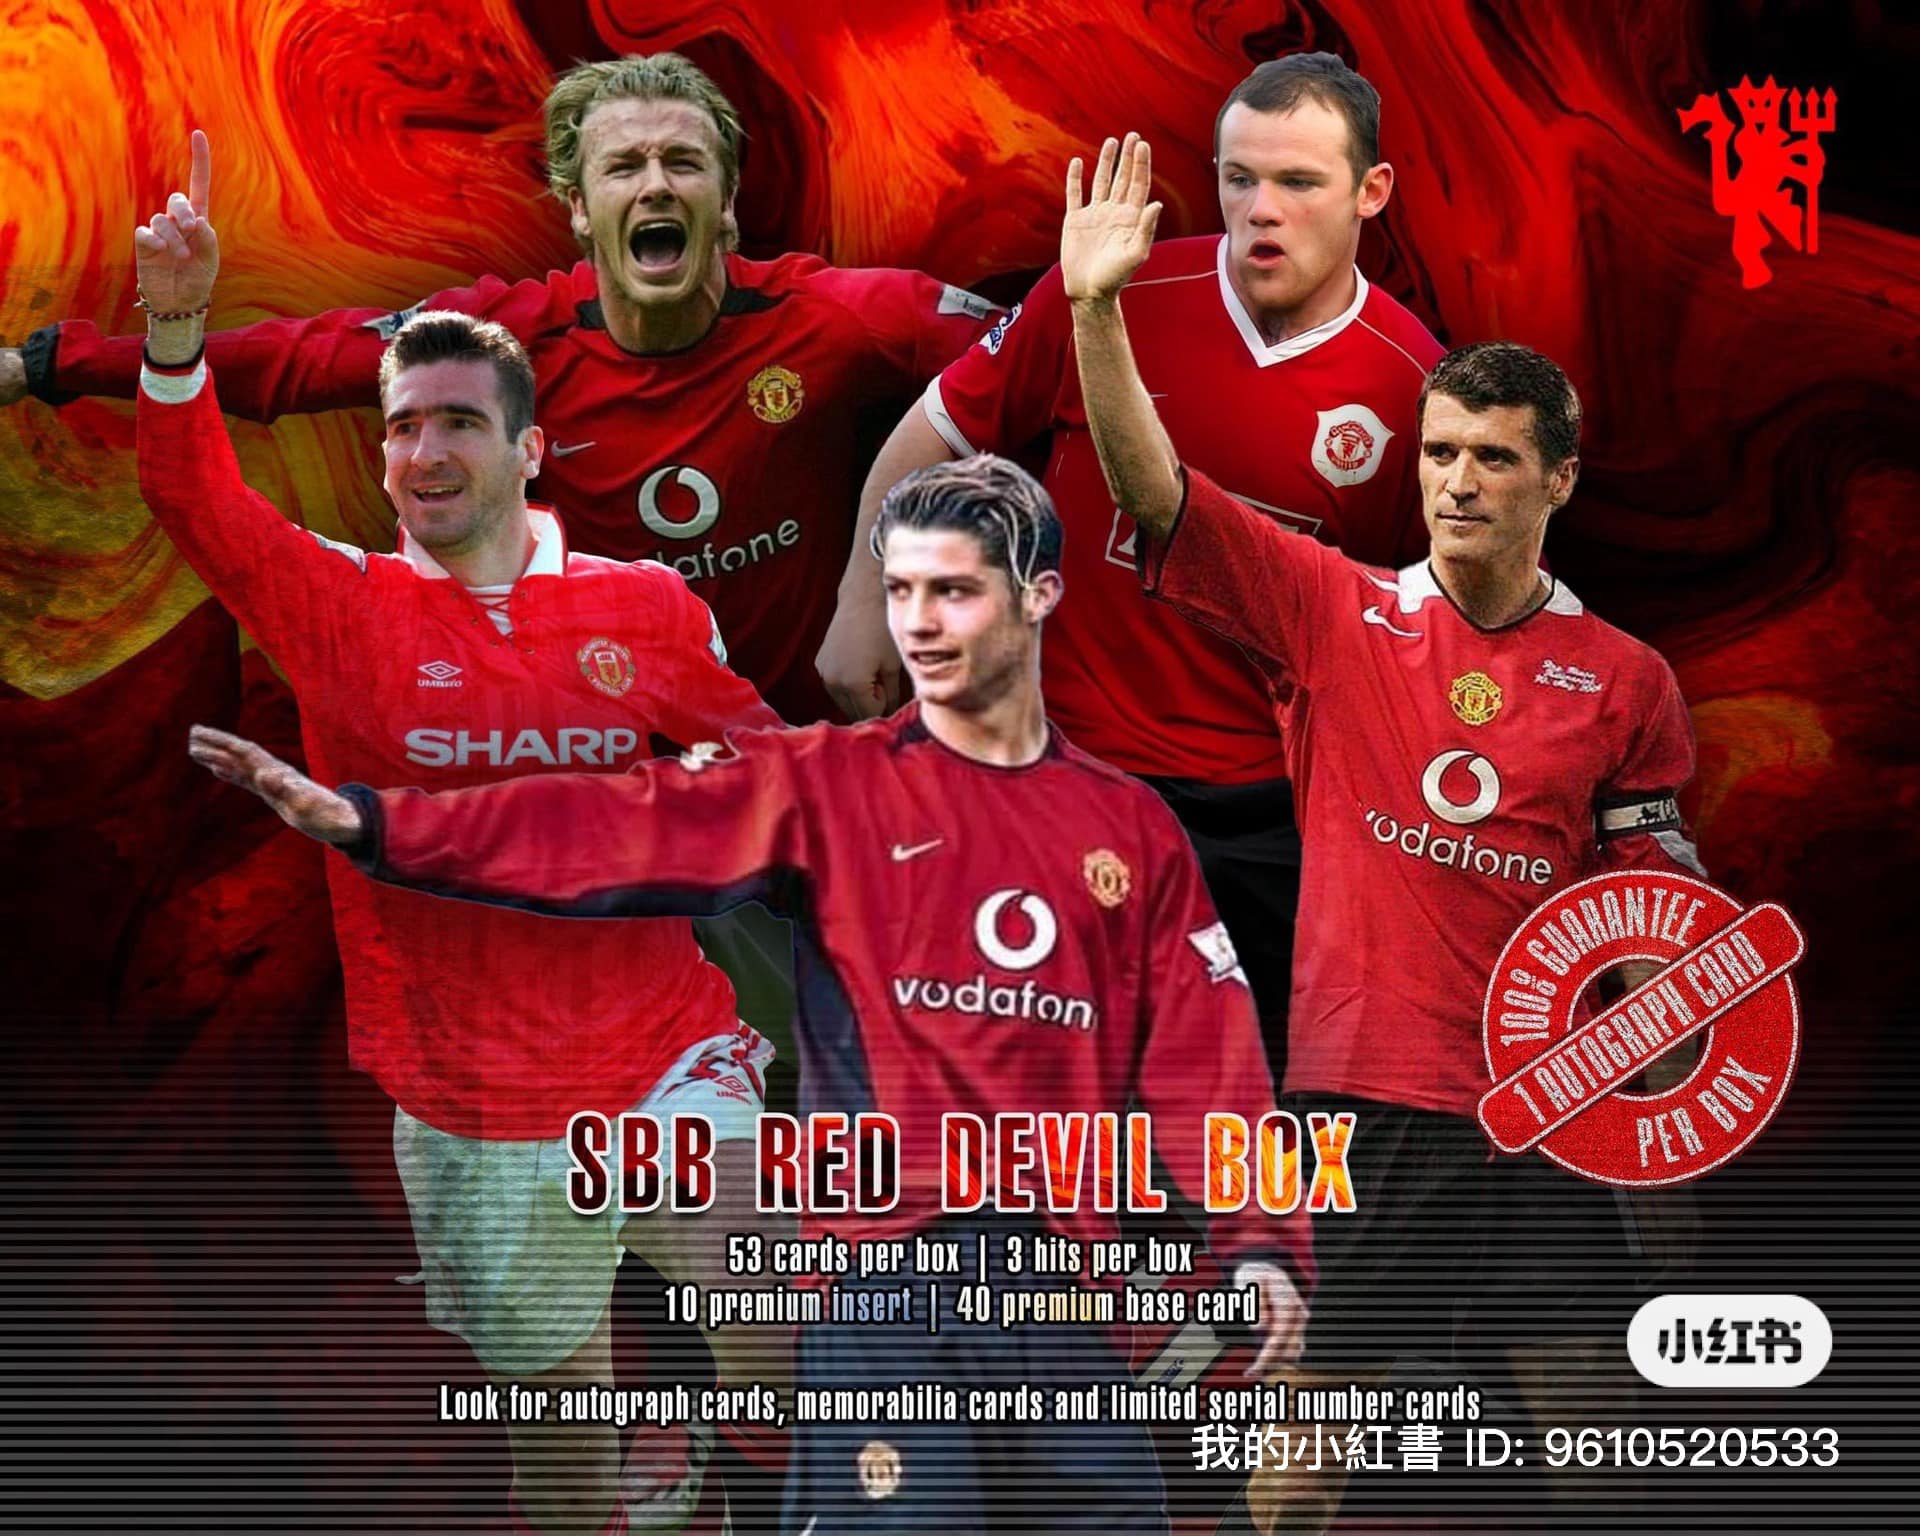 UMBRO
SHARP
vodafone
vodafon
vodafone
100% GUARANTEE
1 AUTOGRAPH CARD
PER BOX
SBB RED DEVIL BOX
53 cards per box | 3 hits per box
10 premium insert | 40 premium base card
Look for autograph cards, memorabilia cards and limited serial number cards
小红书
我的小紅書 ID: 9610520533